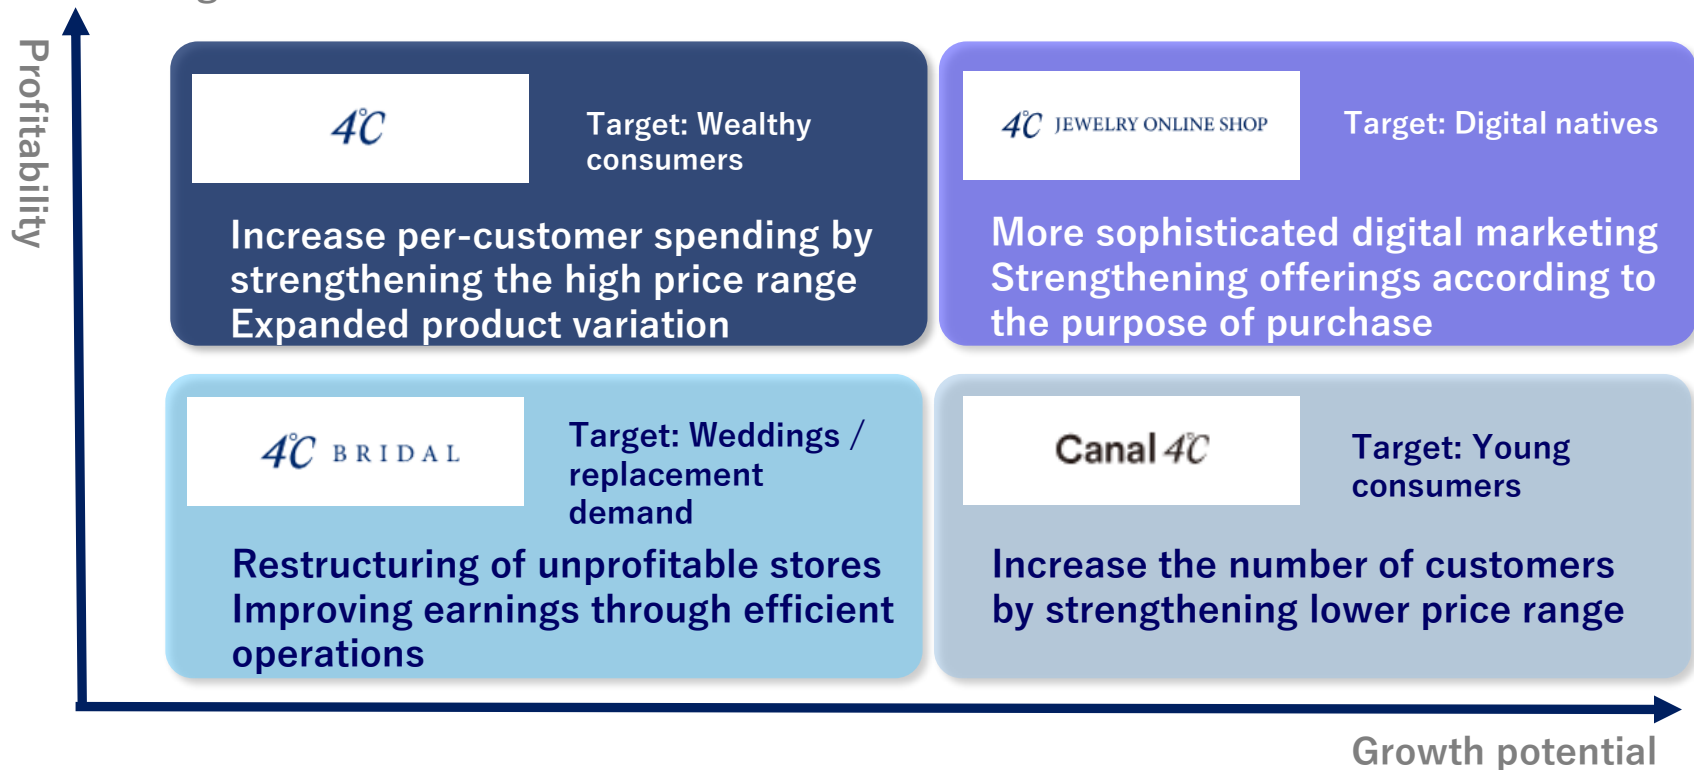 Profitability
4℃
Target: Wealthy
consumers
Increase per-customer spending by
strengthening the high price range
Expanded product variation
4℃ JEWELRY ONLINE SHOP
Target: Digital natives
More sophisticated digital marketing
Strengthening offerings according to
the purpose of purchase
4℃ BRIDAL
Target: Weddings /
replacement
demand
Restructuring of unprofitable stores
Improving earnings through efficient
operations
Canal 4℃
Target: Young
consumers
Increase the number of customers
by strengthening lower price range
Growth potential